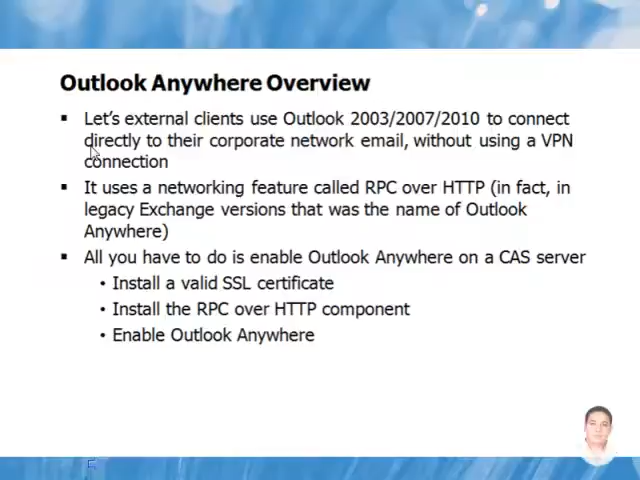 Outlook Anywhere Overview
▪ Let's external clients use Outlook 2003/2007/2010 to connect
directly to their corporate network email, without using a VPN
connection
▪ It uses a networking feature called RPC over HTTP (in fact, in
legacy Exchange versions that was the name of Outlook
Anywhere)
▪ All you have to do is enable Outlook Anywhere on a CAS server
• Install a valid SSL certificate
• Install the RPC over HTTP component
• Enable Outlook Anywhere